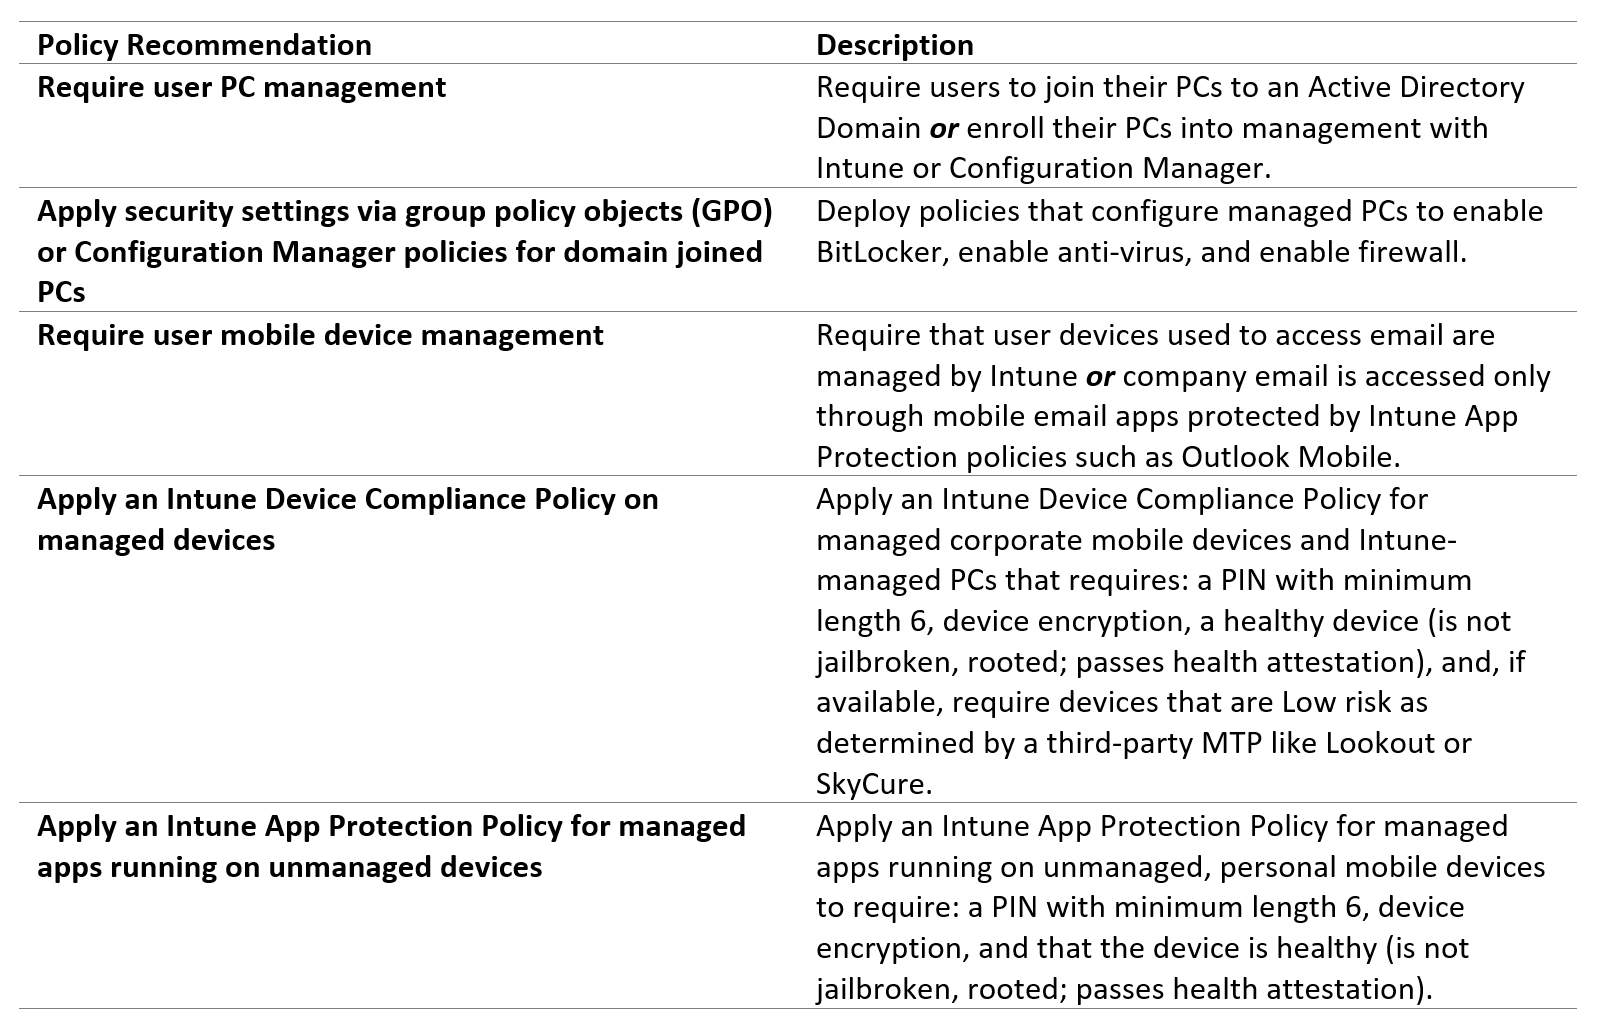 Policy Recommendation
Description
Require user PC management
Require users to join their PCs to an Active Directory
Domain or enroll their PCs into management with
Intune or Configuration Manager.
Apply security settings via group policy objects (GPO)
or Configuration Manager policies for domain joined
PCs
Deploy policies that configure managed PCs to enable
BitLocker, enable anti-virus, and enable firewall.
Require user mobile device management
Require that user devices used to access email are
managed by Intune or company email is accessed only
through mobile email apps protected by Intune App
Protection policies such as Outlook Mobile.
Apply an Intune Device Compliance Policy on
managed devices
Apply an Intune Device Compliance Policy for
managed corporate mobile devices and Intune-
managed PCs that requires: a PIN with minimum
length 6, device encryption, a healthy device (is not
jailbroken, rooted; passes health attestation), and, if
available, require devices that are Low risk as
determined by a third-party MTP like Lookout or
SkyCure.
Apply an Intune App Protection Policy for managed
apps running on unmanaged devices
Apply an Intune App Protection Policy for managed
apps running on unmanaged, personal mobile devices
to require: a PIN with minimum length 6, device
encryption, and that the device is healthy (is not
jailbroken, rooted; passes health attestation).